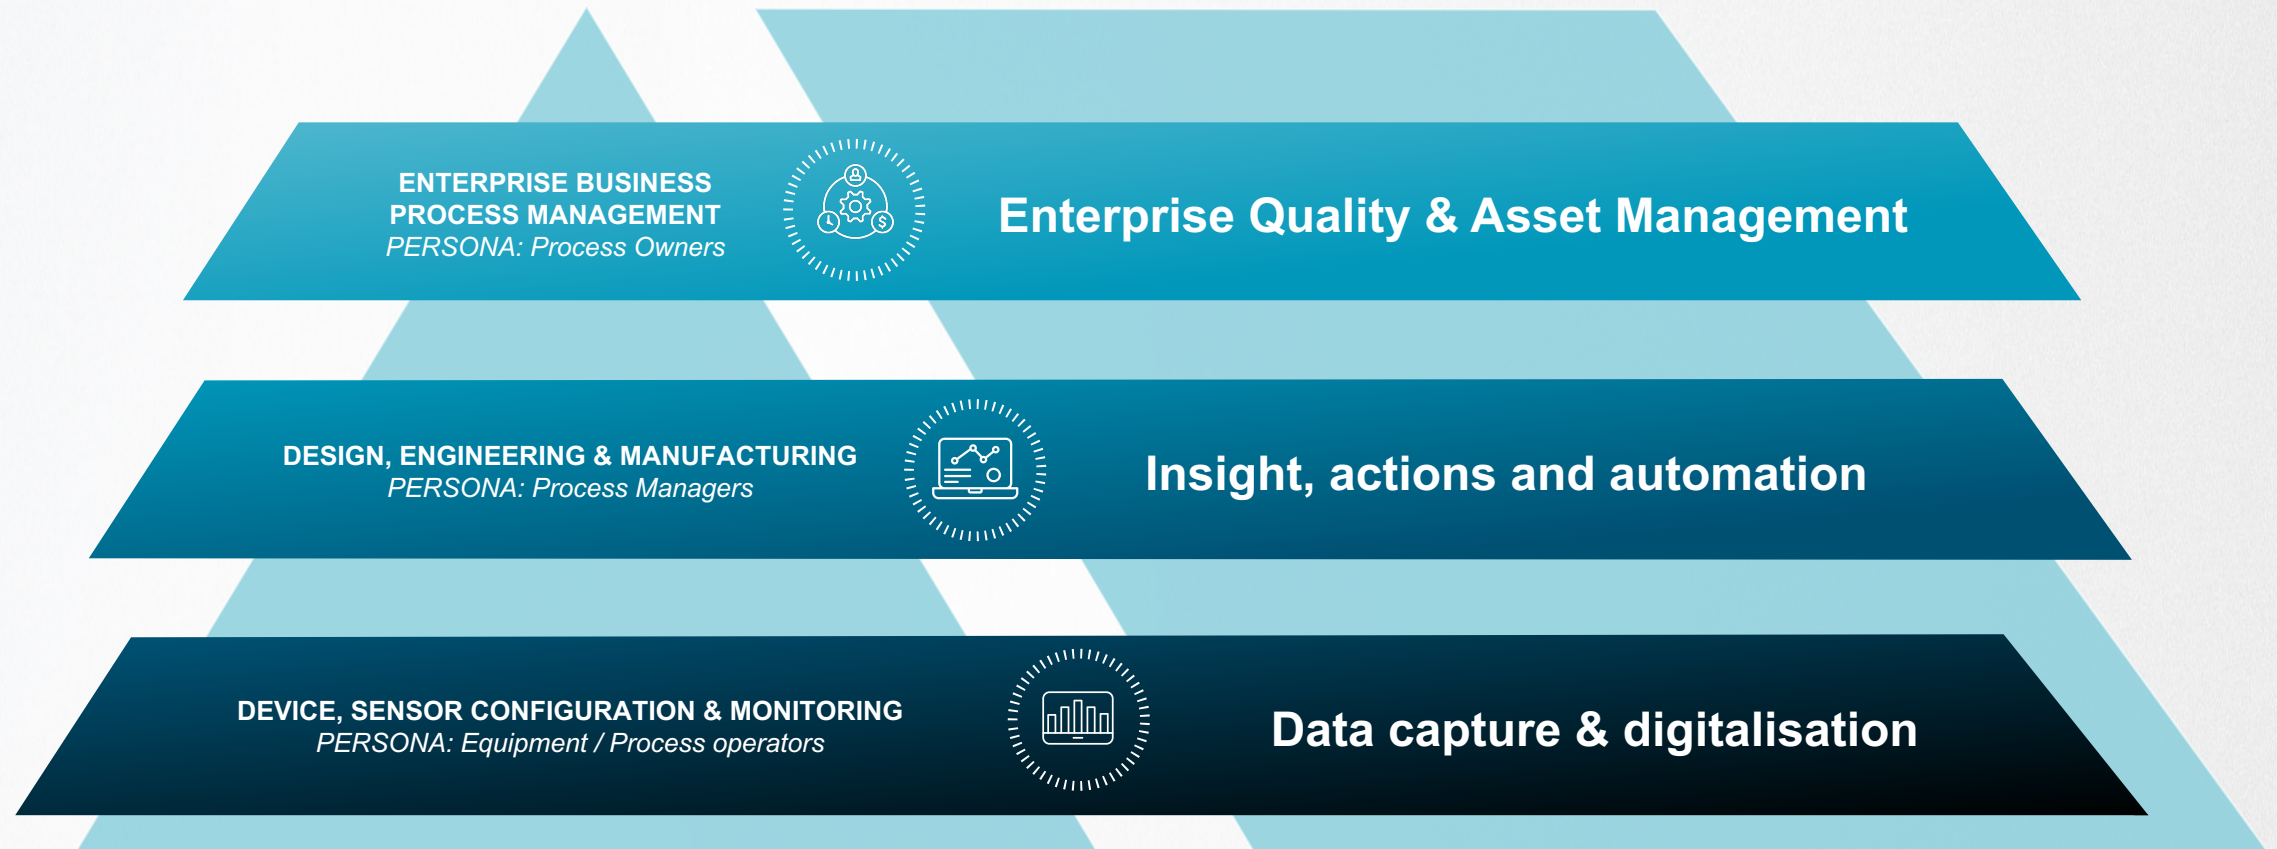 ENTERPRISE BUSINESS
PROCESS MANAGEMENT
PERSONA: Process Owners
Enterprise Quality & Asset Management
DESIGN, ENGINEERING & MANUFACTURING
PERSONA: Process Managers
Insight, actions and automation
DEVICE, SENSOR CONFIGURATION & MONITORING
PERSONA: Equipment / Process operators
Data capture & digitalisation